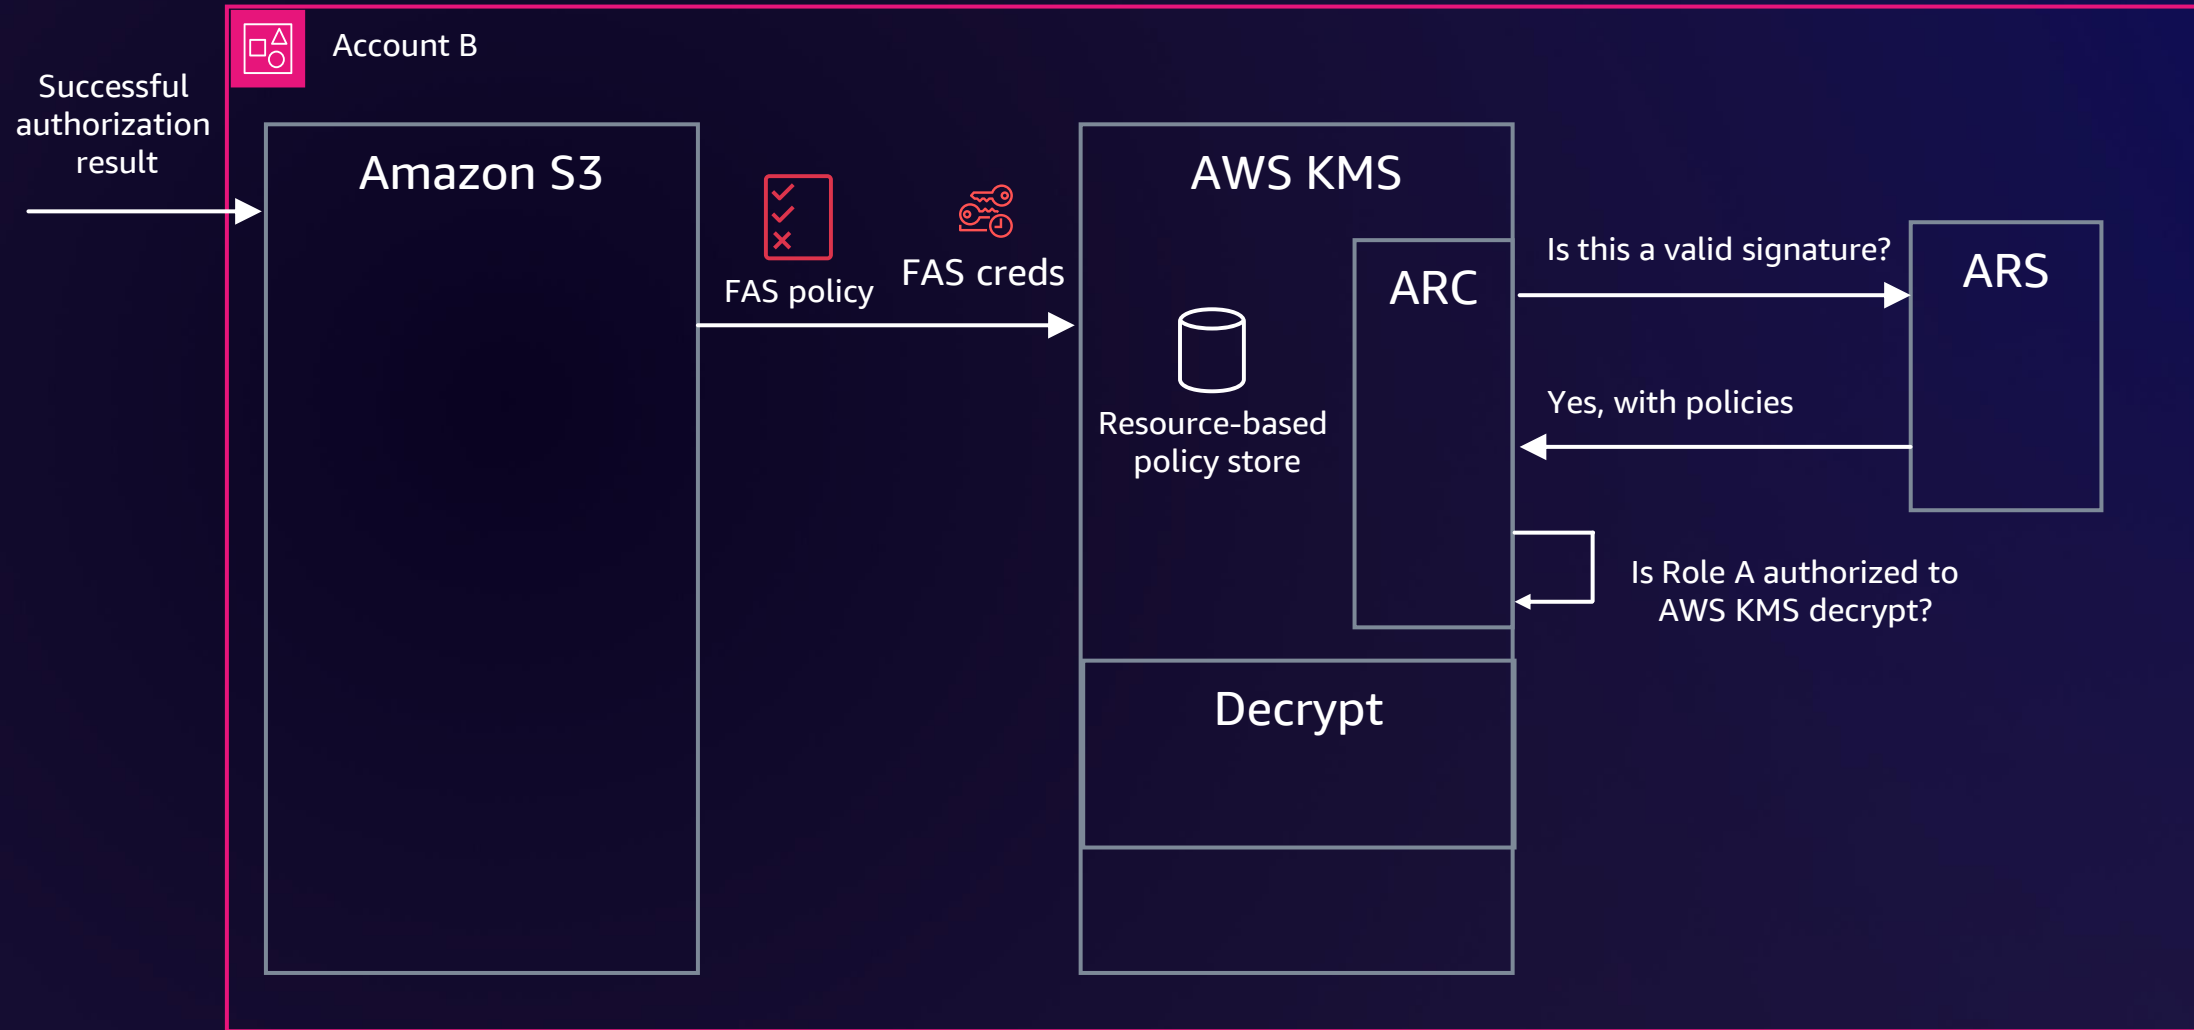 Account B
Successful
authorization
result
Amazon S3
FAS policy
FAS creds
AWS KMS
ARC
Resource-based
policy store
Is this a valid signature?
ARS
Yes, with policies
Is Role A authorized to
AWS KMS decrypt?
Decrypt